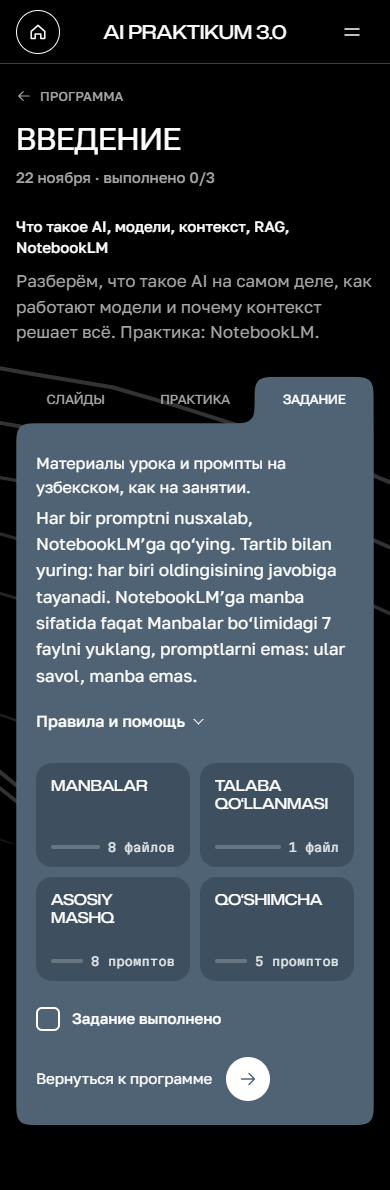 AI PRAKTIKUM 3.0
← ПРОГРАММА
ВВЕДЕНИЕ
22 ноября · выполнено 0/3
Что такое AI, модели, контекст, RAG,
NotebookLM
Разберём, что такое AI на самом деле, как
работают модели и почему контекст
решает всё. Практика: NotebookLM.
СЛАЙДЫ ПРАКТИКА ЗАДАНИЕ
Материалы урока и промпты на
узбекском, как на занятии.
Har bir promptni nusxalab,
NotebookLM’ga qo‘ying. Tartib bilan
yuring: har biri oldingisining javobiga
tayanadi. NotebookLM’ga manba
sifatida faqat Manbalar bo‘limidagi 7
faylni yuklang, promptlarni emas: ular
savol, manba emas.
Правила и помощь
MANBALAR
8 файлов
TALABA
QO‘LLANMASI
1 файл
ASOSIY
MASHQ
8 промптов
QO‘SHIMCHA
5 промптов
Задание выполнено
Вернуться к программе →